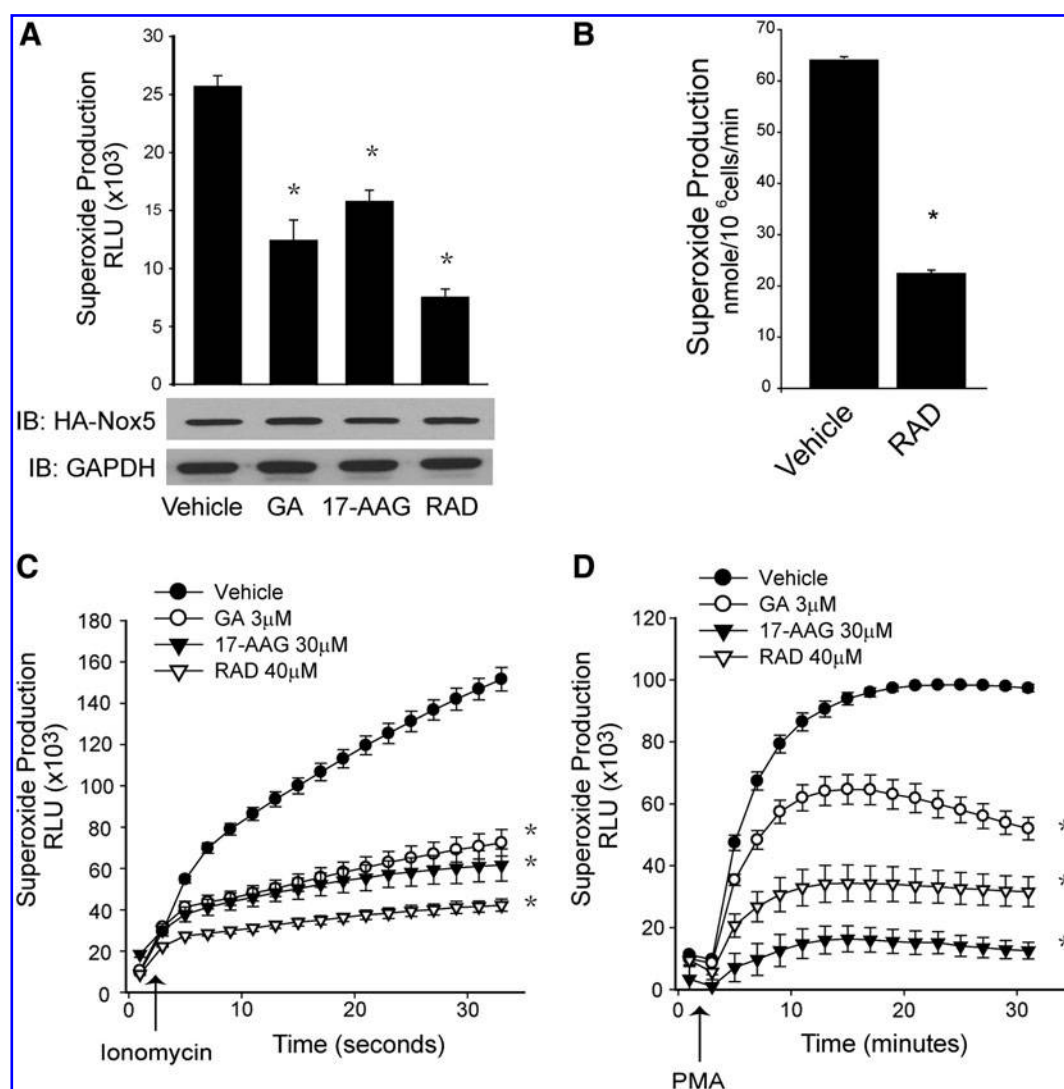 A
Superoxide Production
RLU (x10³)
30
25
20
15
10
5
0
*
*
*
IB: HA-Nox5
IB: GAPDH
Vehicle GA 17-AAG RAD
B
Superoxide Production
nmole/10⁶cells/min
70
60
50
40
30
20
10
0
*
Vehicle
RAD
C
Vehicle
GA 3μM
17-AAG 30μM
RAD 40μM
Superoxide Production
RLU (x10³)
180
160
140
120
100
80
60
40
20
0
*
*
*
0 10 20 30
Ionomycin
Time (seconds)
D
Vehicle
GA 3μM
17-AAG 30μM
RAD 40μM
Superoxide Production
RLU (x10³)
120
100
80
60
40
20
0
*
*
*
0 10 20 30
PMA
Time (minutes)